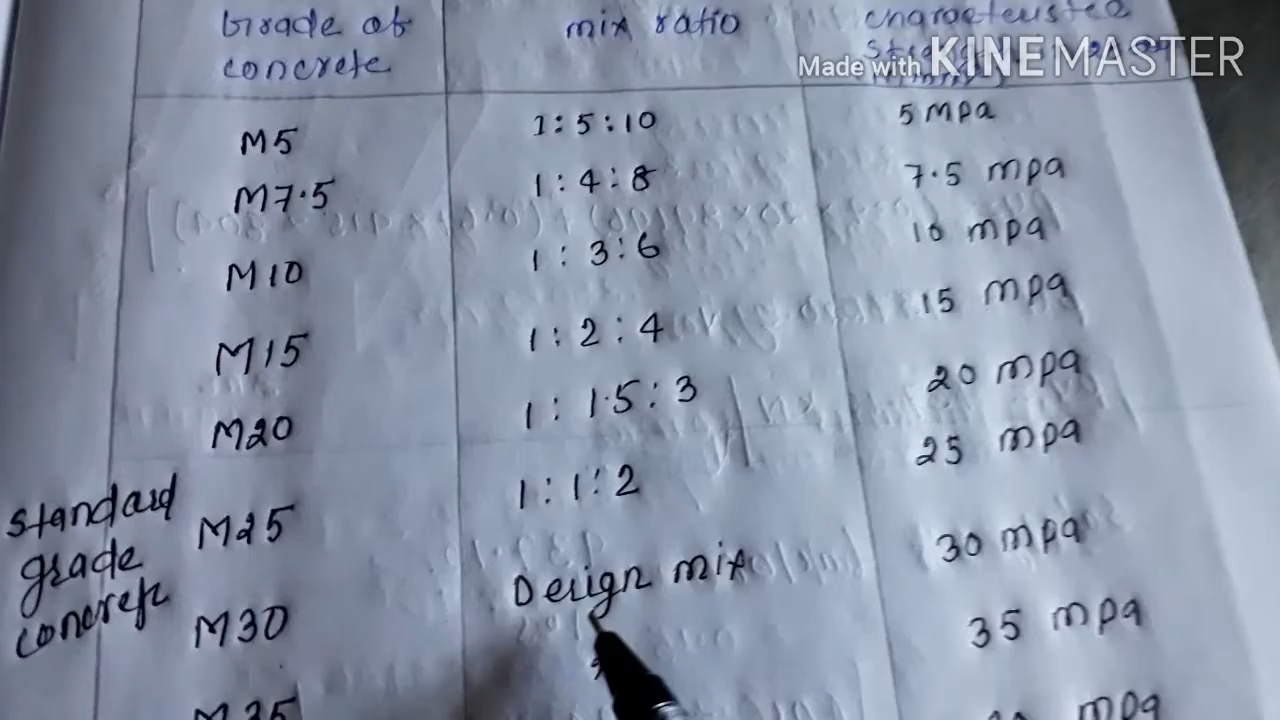 Grade of mix ratio characteristic
concrete
Made with KINEMASTER
M5 1:5:10 5 mpa
M7.5 1:4:8 7.5 mpa
M10 1:3:6 10 mpa
M15 1:2:4 15 mpa
M20 1:1.5:3 20 mpa
M25 1:1:2 25 mpa
standard
grade
concrete
M30 Design mix 30 mpa
M35 35 mpa
mpa